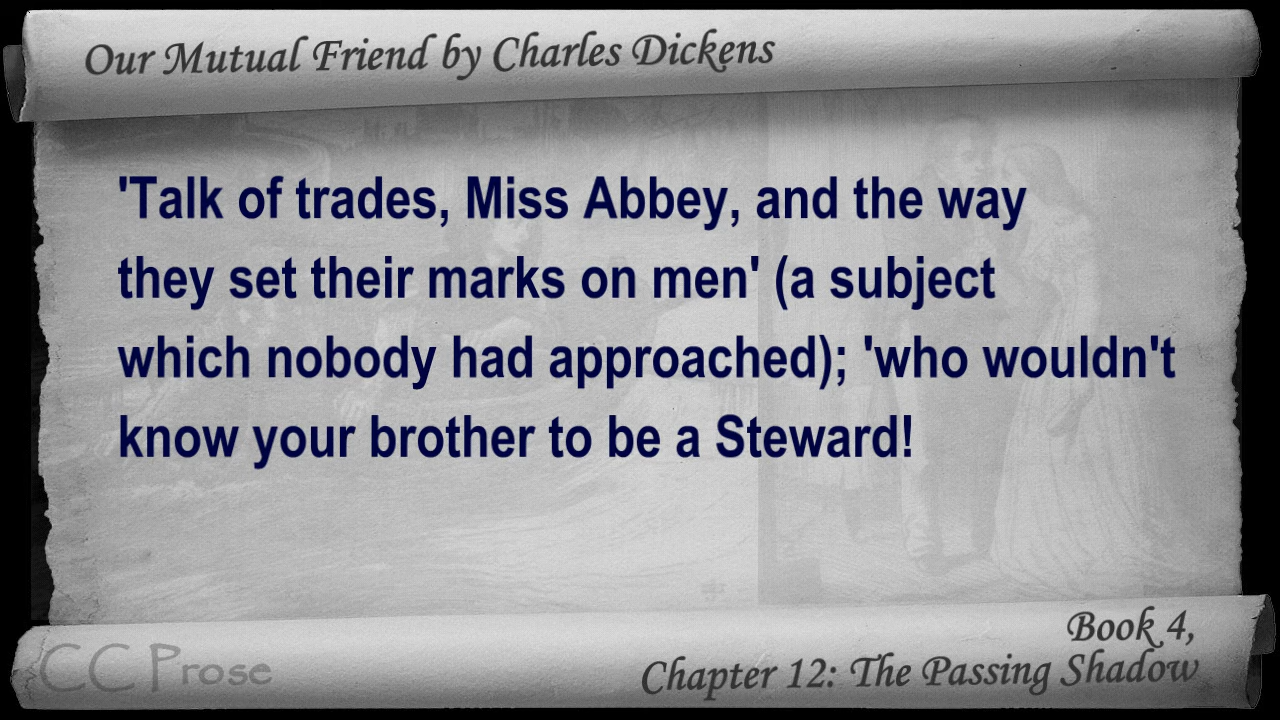 Our Mutual Friend by Charles Dickens
'Talk of trades, Miss Abbey, and the way
they set their marks on men' (a subject
which nobody had approached); 'who wouldn't
know your brother to be a Steward!
Book 4,
Chapter 12: The Passing Shadow
CC Prose